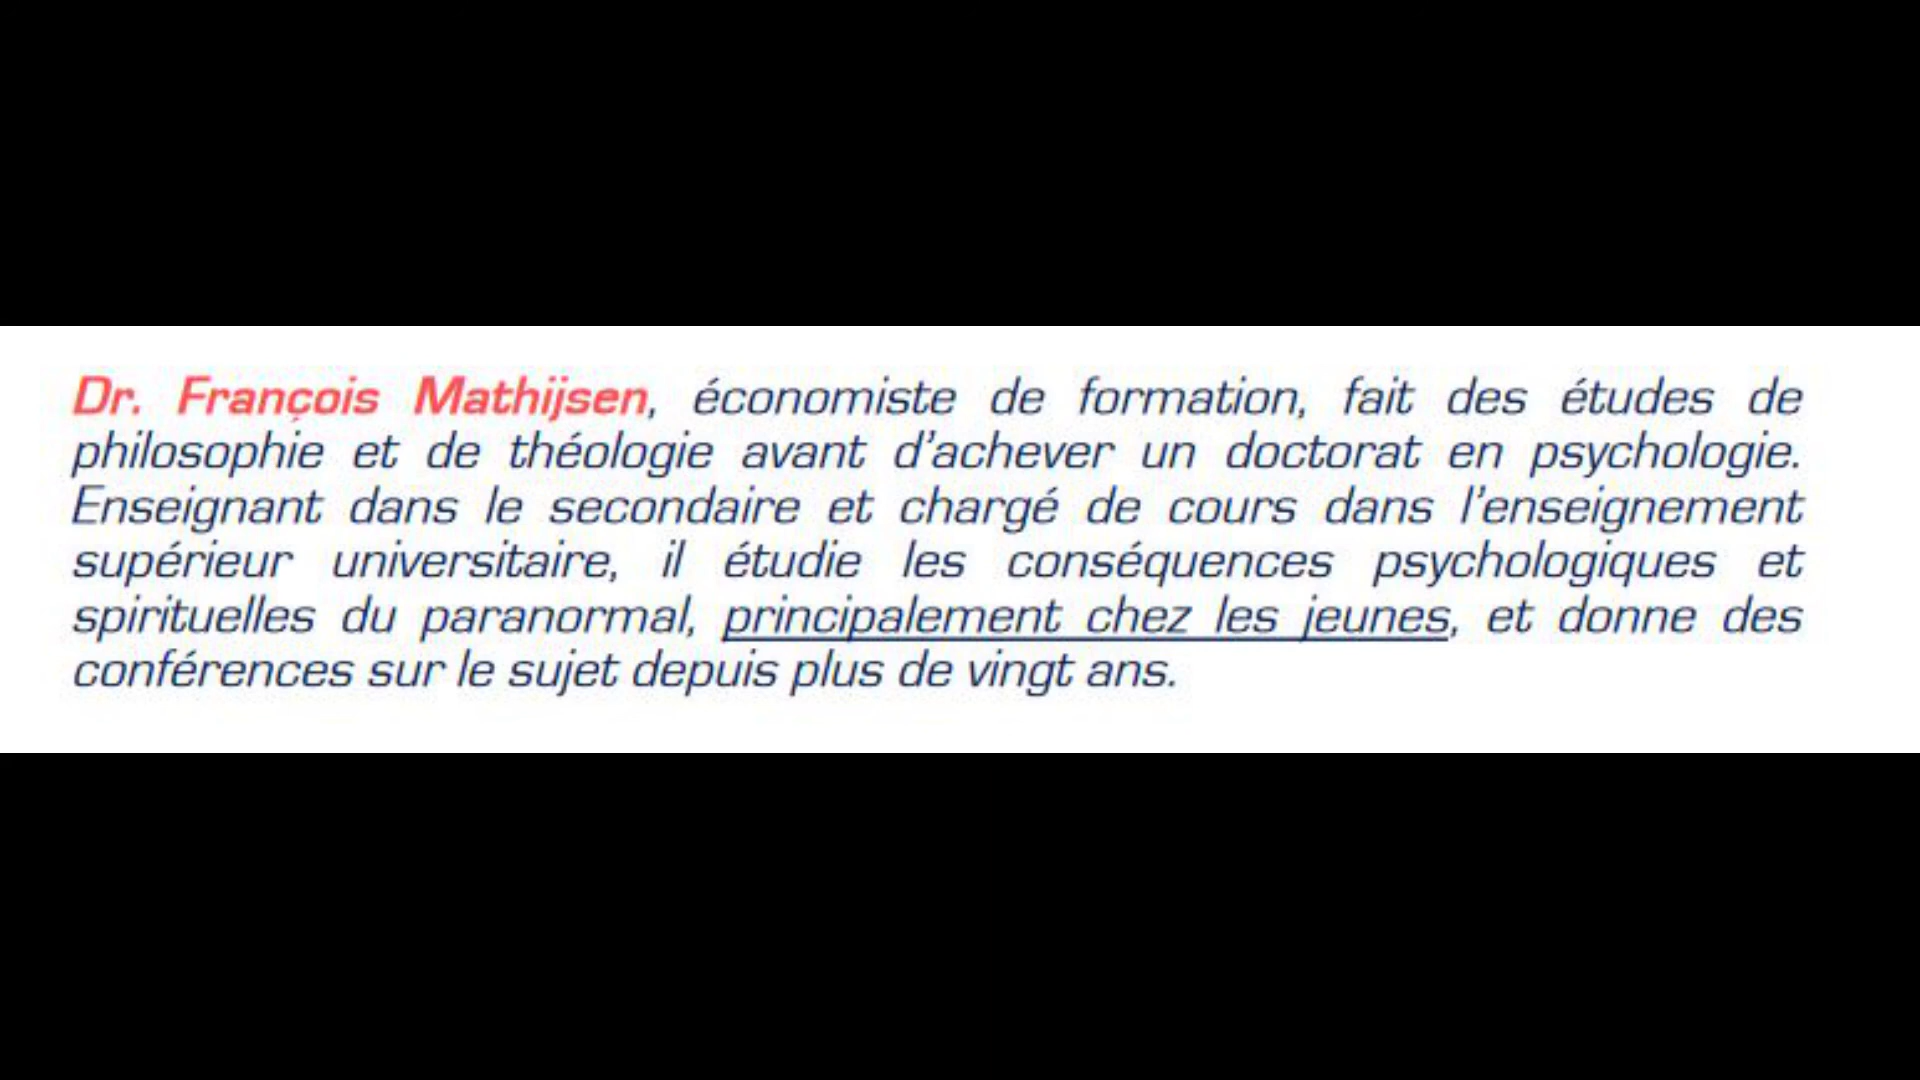 Dr. François Mathijsen, économiste de formation, fait des études de
philosophie et de théologie avant d'achever un doctorat en psychologie.
Enseignant dans le secondaire et chargé de cours dans l'enseignement
supérieur universitaire, il étudie les conséquences psychologiques et
spirituelles du paranormal, principalement chez les jeunes, et donne des
conférences sur le sujet depuis plus de vingt ans.